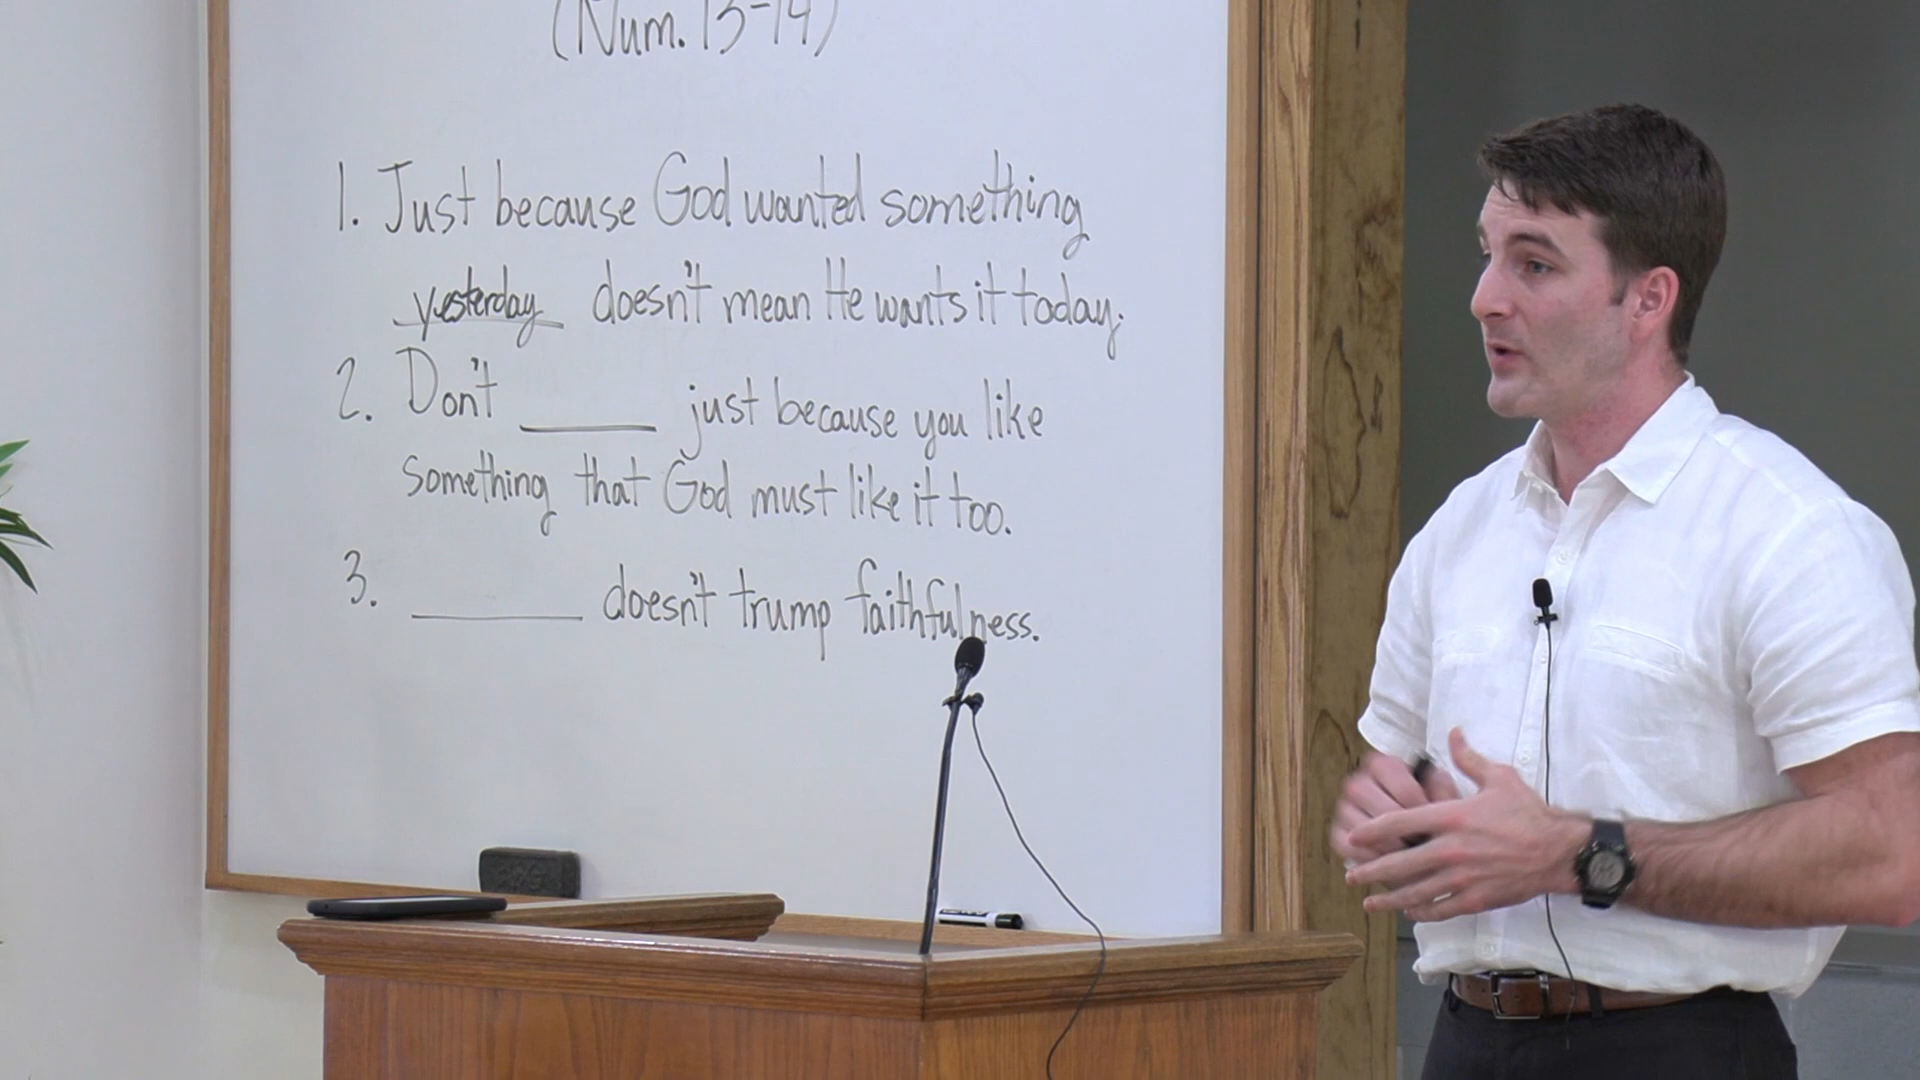 (Num. 13-14)
1. Just because God wanted something
yesterday doesn't mean He wants it today.
2. Don't ______ just because you like
something that God must like it too.
3. ______ doesn't trump faithfulness.